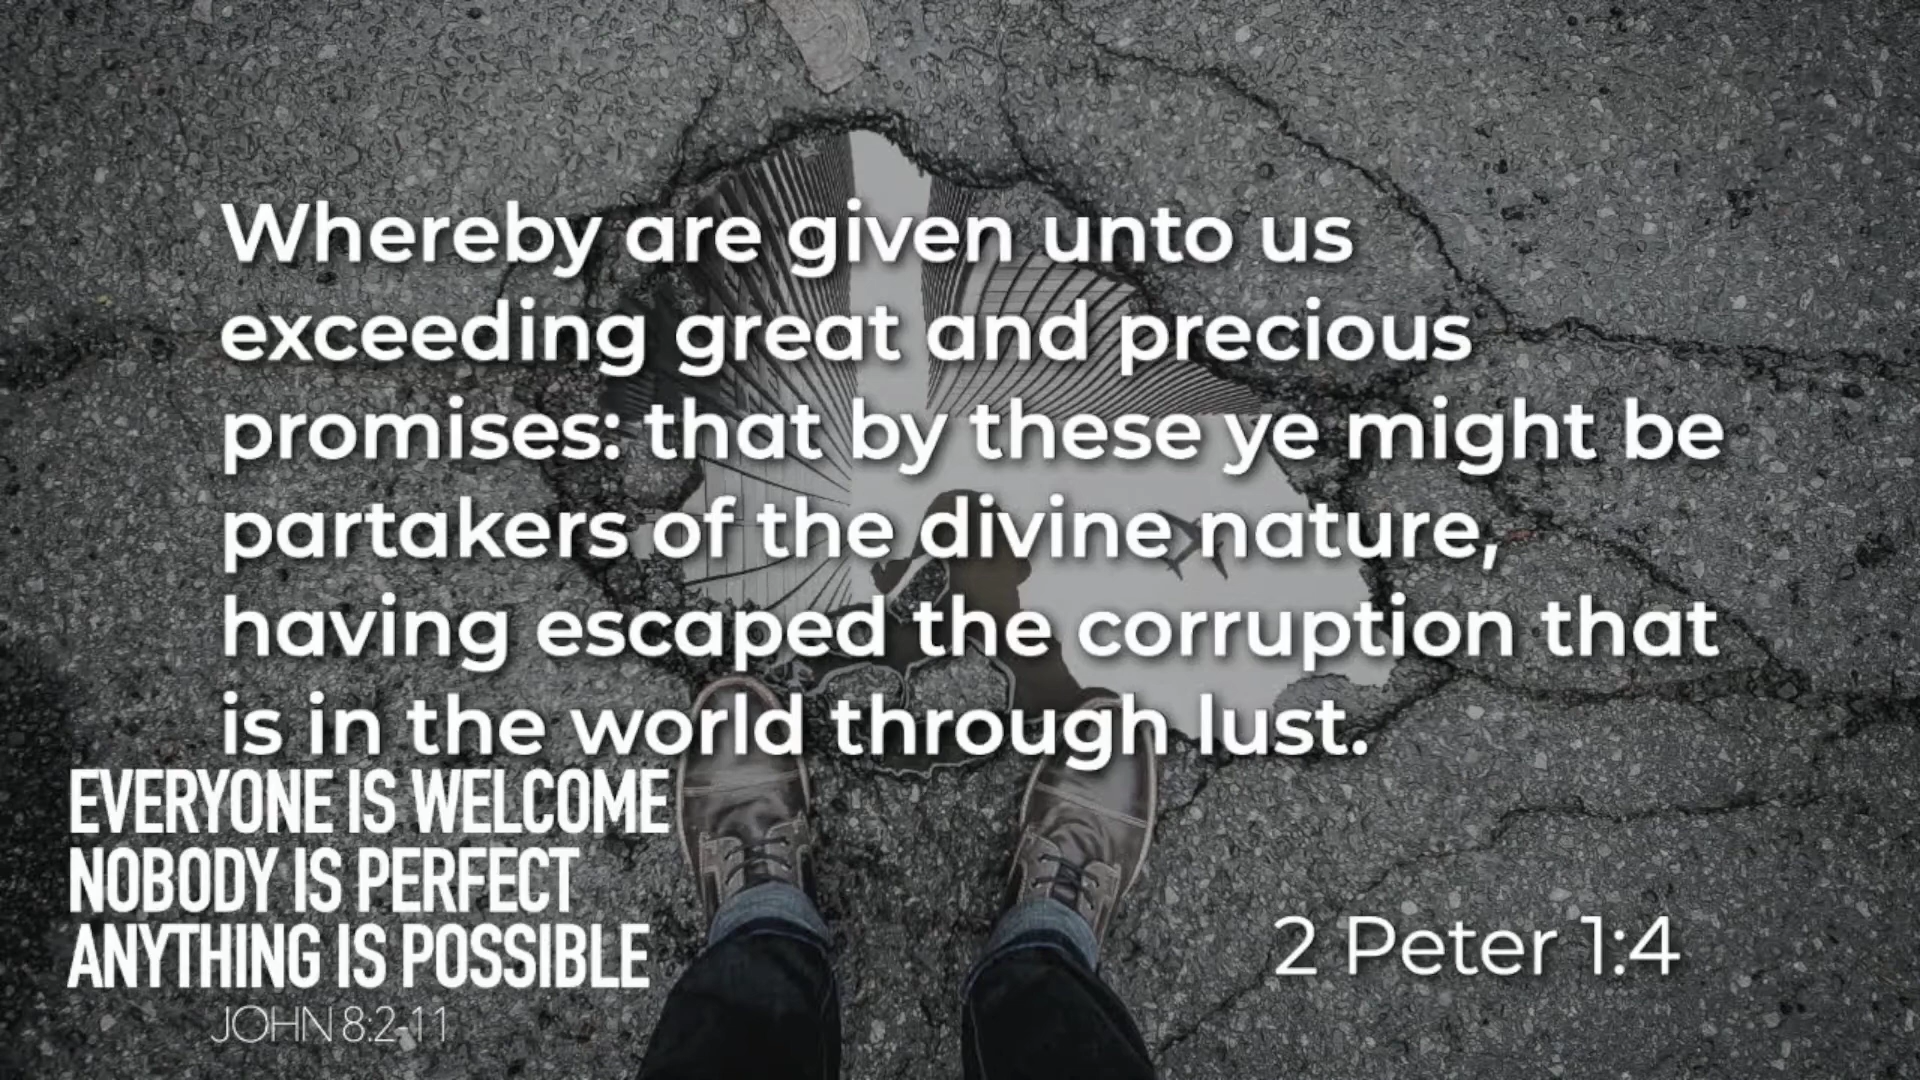 Whereby are given unto us
exceeding great and precious
promises: that by these ye might be
partakers of the divine nature,
having escaped the corruption that
is in the world through lust.
EVERYONE IS WELCOME
NOBODY IS PERFECT
ANYTHING IS POSSIBLE
JOHN 8:2-11
2 Peter 1:4